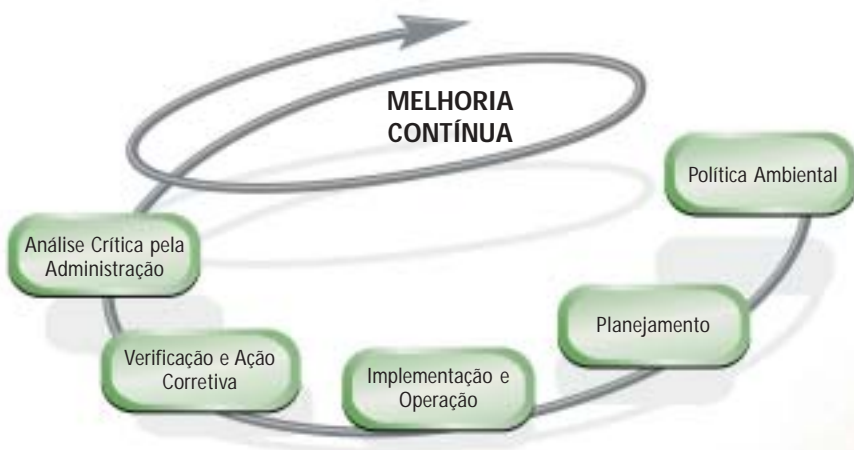 MELHORIA
CONTÍNUA
Política Ambiental
Planejamento
Implementação e
Operação
Verificação e Ação
Corretiva
Análise Crítica pela
Administração